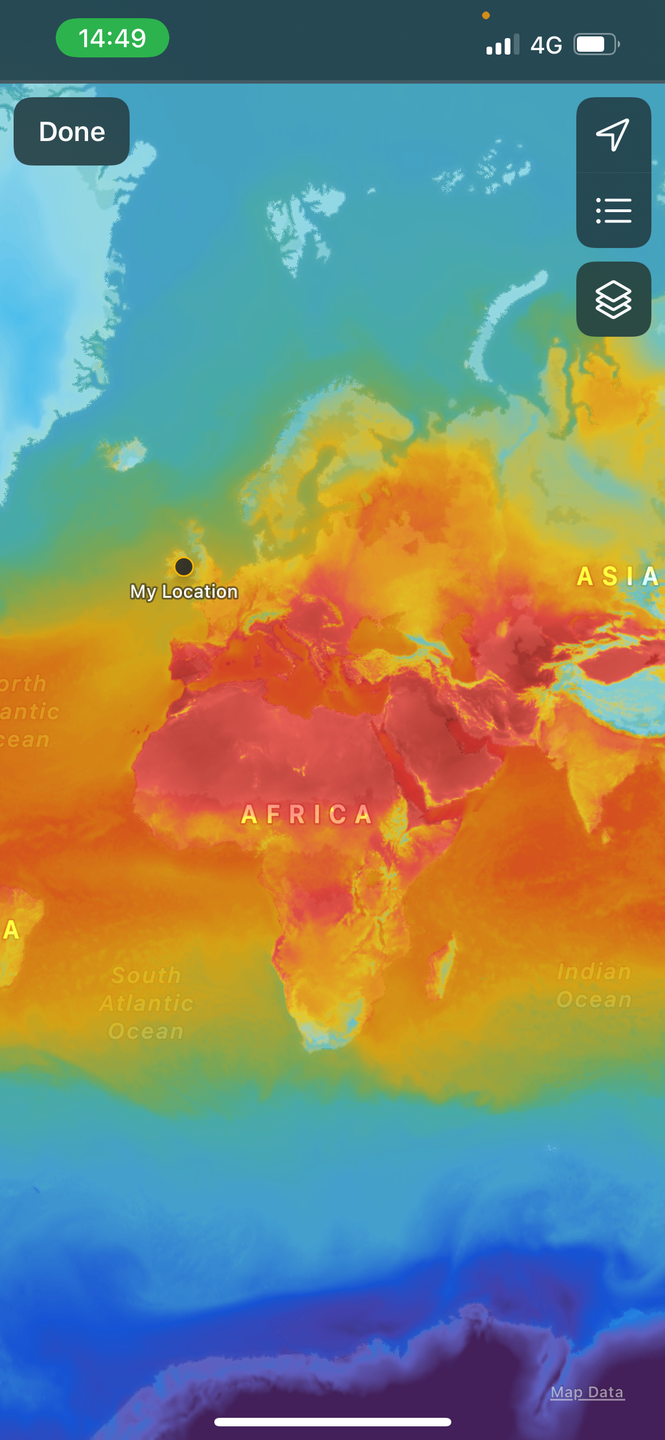 14:49
4G
Done
ASIA
My Location
orth
antic
cean
AFRICA
A
South
Atlantic
Ocean
Indian
Ocean
Map Data